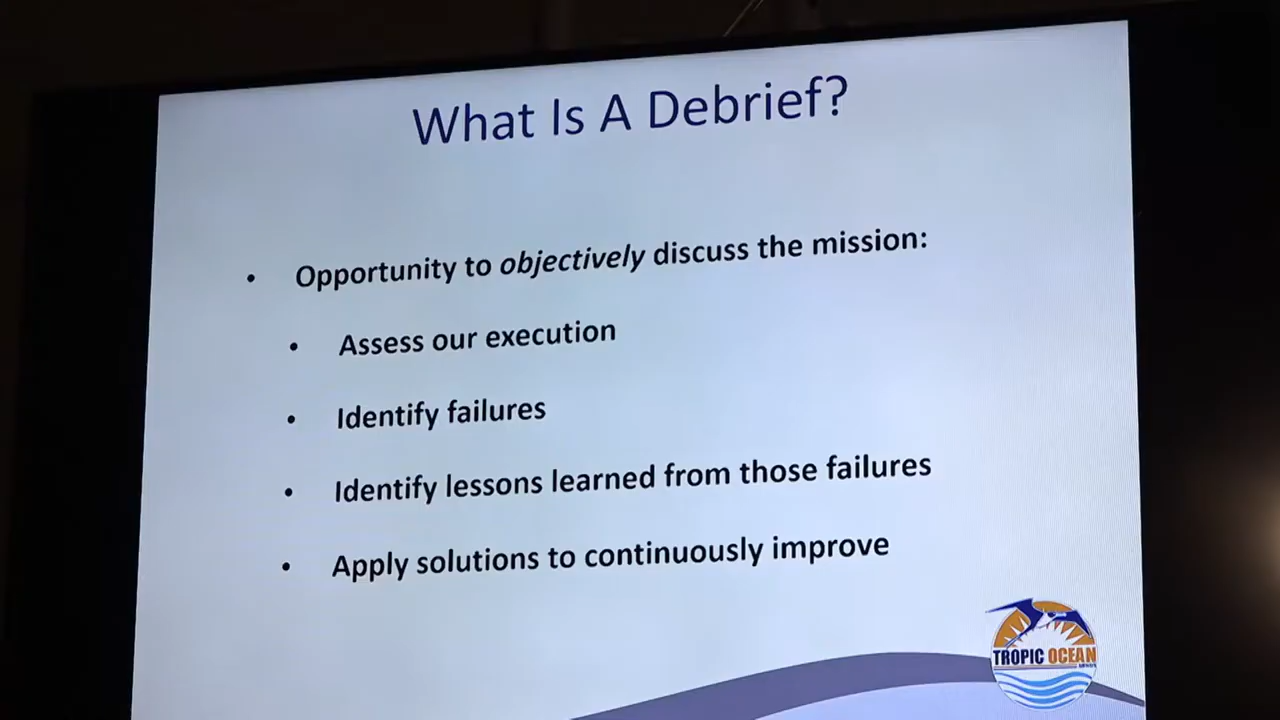 What Is A Debrief?
• Opportunity to objectively discuss the mission:
• Assess our execution
• Identify failures
• Identify lessons learned from those failures
• Apply solutions to continuously improve
TROPIC OCEAN